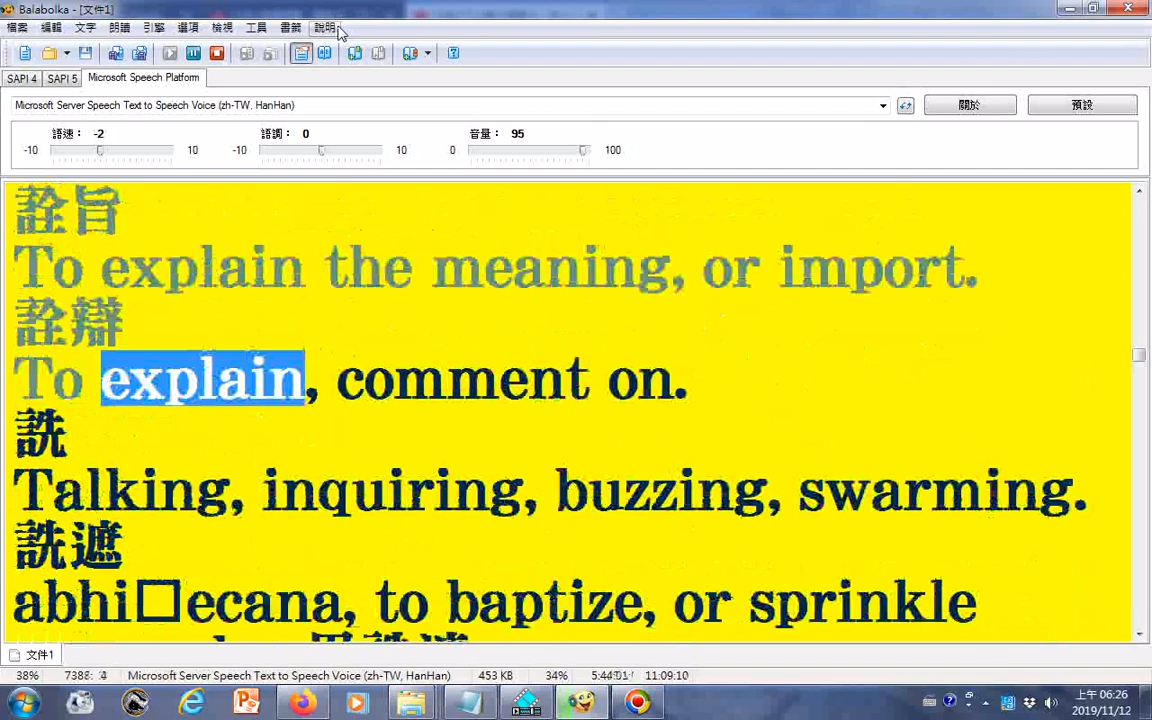 Balabolka - [文件1]
檔案 編輯 文字 朗讀 引擎 選項 檢視 工具 書籤 說明
SAPI 4 SAPI 5 Microsoft Speech Platform
Microsoft Server Speech Text to Speech Voice (zh-TW, HanHan) 關於 預設
語速： -2 語調： 0 音量： 95
-10 10 -10 10 0 100
詮旨
To explain the meaning, or import.
詮辯
To explain, comment on.
詵
Talking, inquiring, buzzing, swarming.
詵遮
abhi□ecana, to baptize, or sprinkle
文件1
38% Microsoft Server Speech Text to Speech Voice (zh-TW, HanHan) 453 KB 34% 11:09:10
上午 06:26
2019/11/12